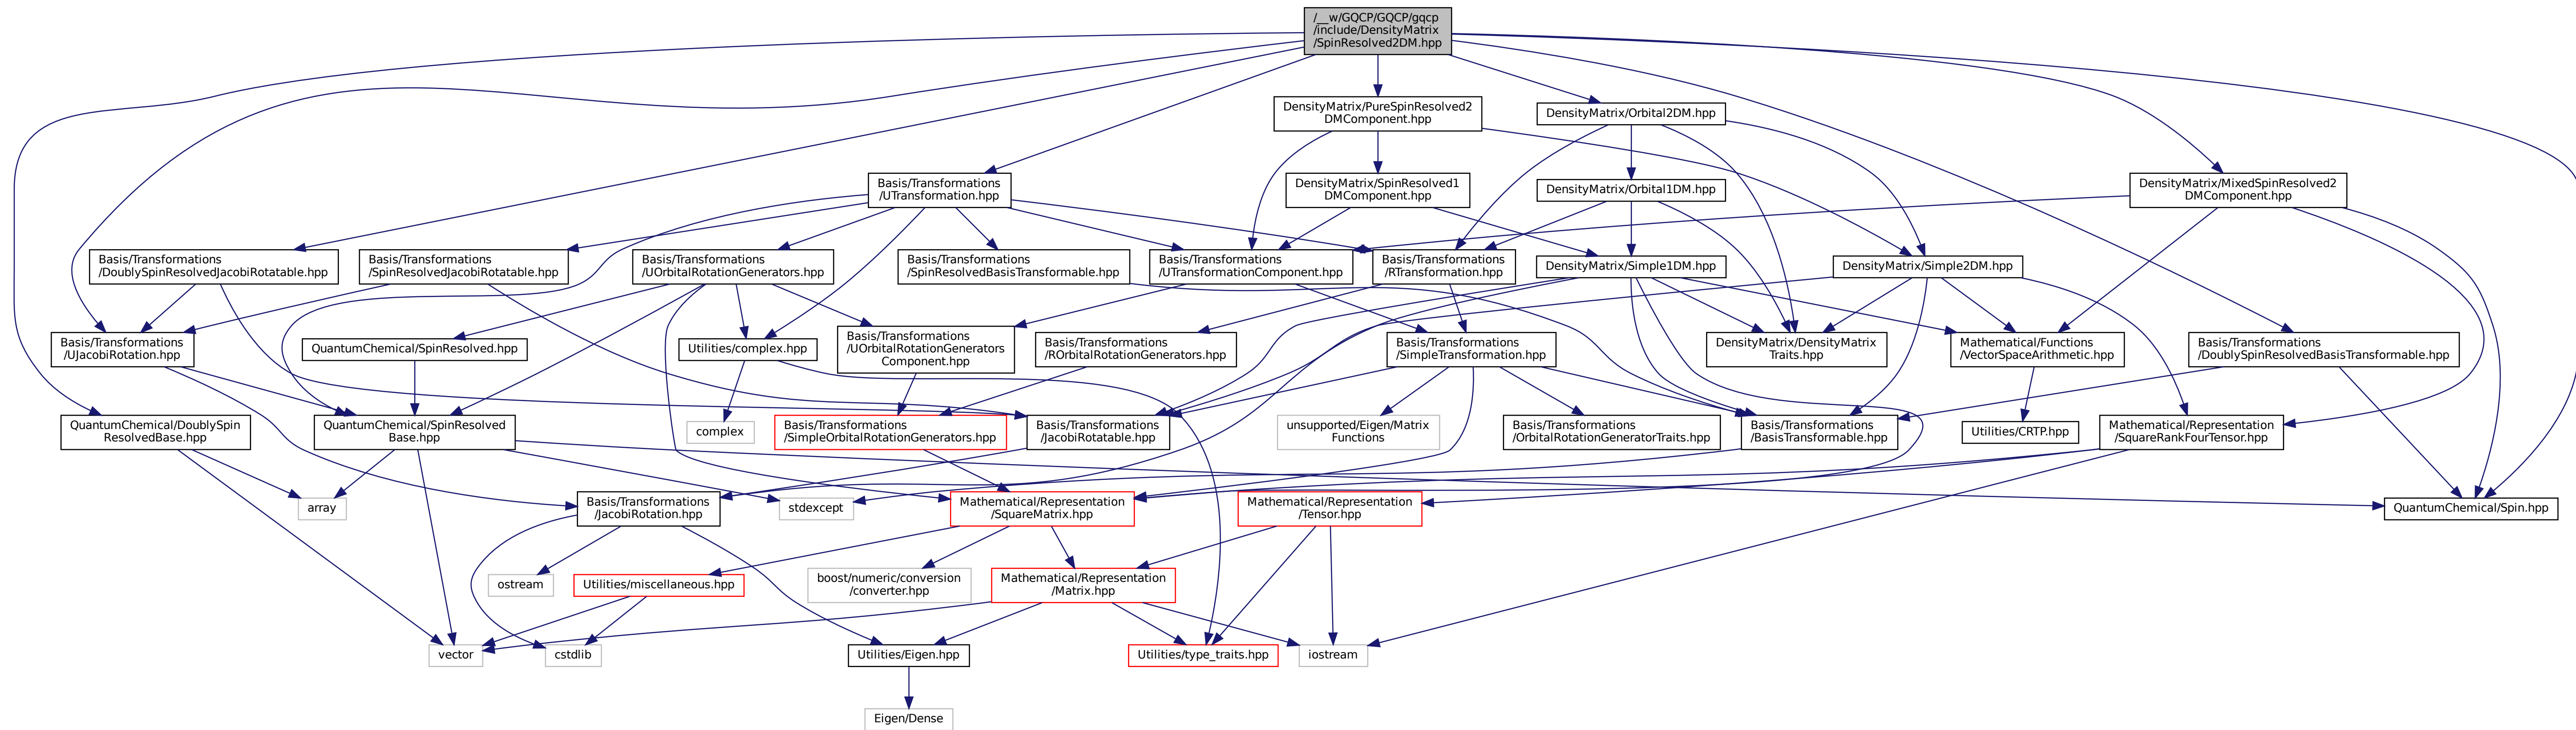 /__w/GQCP/GQCP/gqcp
/include/DensityMatrix
/SpinResolved2DM.hpp
DensityMatrix/PureSpinResolved2
DMComponent.hpp
DensityMatrix/Orbital2DM.hpp
Basis/Transformations
/UTransformation.hpp
DensityMatrix/SpinResolved1
DMComponent.hpp
DensityMatrix/Orbital1DM.hpp
DensityMatrix/MixedSpinResolved2
DMComponent.hpp
Basis/Transformations
/DoublySpinResolvedJacobiRotatable.hpp
Basis/Transformations
/SpinResolvedJacobiRotatable.hpp
Basis/Transformations
/UOrbitalRotationGenerators.hpp
Basis/Transformations
/SpinResolvedBasisTransformable.hpp
Basis/Transformations
/UTransformationComponent.hpp
Basis/Transformations
/RTransformation.hpp
DensityMatrix/Simple1DM.hpp
DensityMatrix/Simple2DM.hpp
Basis/Transformations
/UJacobiRotation.hpp
QuantumChemical/SpinResolved.hpp
Utilities/complex.hpp
Basis/Transformations
/UOrbitalRotationGenerators
Component.hpp
Basis/Transformations
/ROrbitalRotationGenerators.hpp
Basis/Transformations
/SimpleTransformation.hpp
DensityMatrix/DensityMatrix
Traits.hpp
Mathematical/Functions
/VectorSpaceArithmetic.hpp
Basis/Transformations
/DoublySpinResolvedBasisTransformable.hpp
QuantumChemical/DoublySpin
ResolvedBase.hpp
QuantumChemical/SpinResolved
Base.hpp
complex
Basis/Transformations
/SimpleOrbitalRotationGenerators.hpp
Basis/Transformations
/JacobiRotatable.hpp
unsupported/Eigen/Matrix
Functions
Basis/Transformations
/OrbitalRotationGeneratorTraits.hpp
Basis/Transformations
/BasisTransformable.hpp
Utilities/CRTP.hpp
Mathematical/Representation
/SquareRankFourTensor.hpp
array
Basis/Transformations
/JacobiRotation.hpp
stdexcept
Mathematical/Representation
/SquareMatrix.hpp
Mathematical/Representation
/Tensor.hpp
QuantumChemical/Spin.hpp
ostream
Utilities/miscellaneous.hpp
boost/numeric/conversion
/converter.hpp
Mathematical/Representation
/Matrix.hpp
vector
cstdlib
Utilities/Eigen.hpp
Utilities/type_traits.hpp
iostream
Eigen/Dense